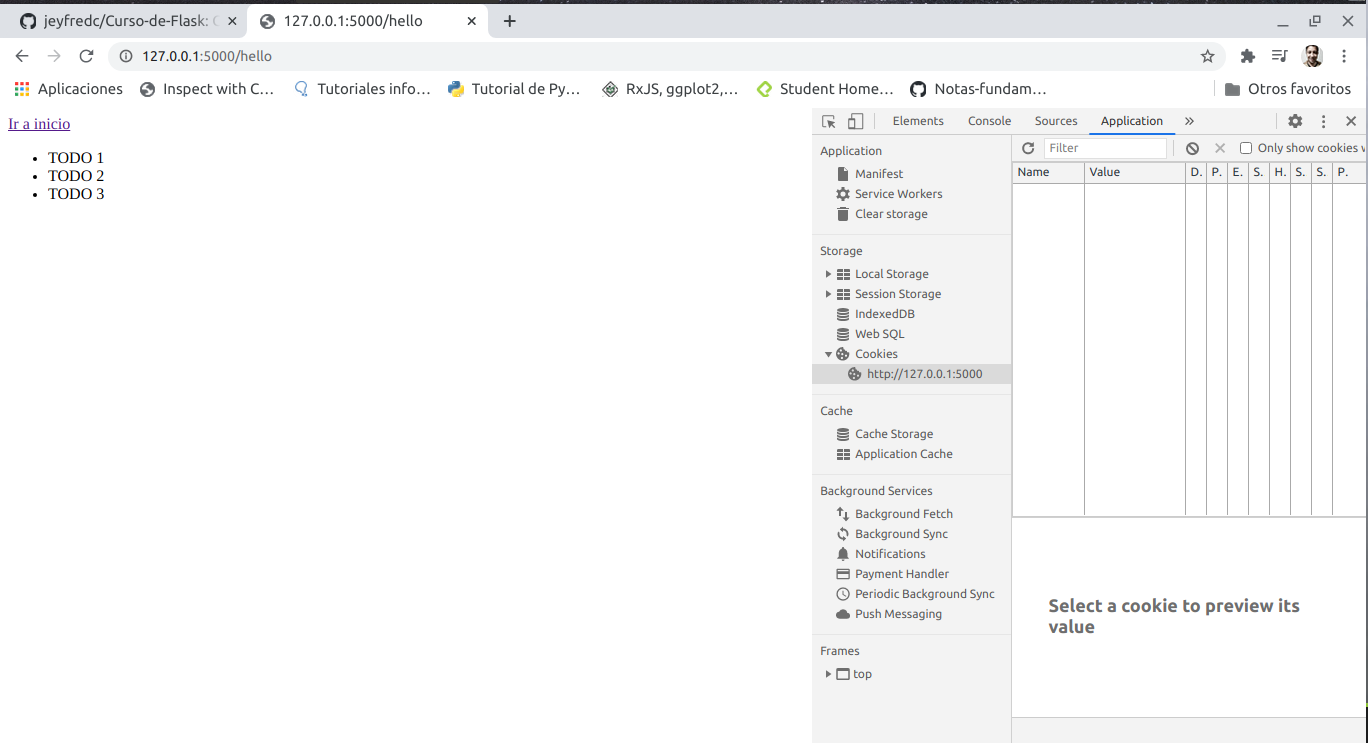 jeyfredc/Curso-de-Flask: C
127.0.0.1:5000/hello
127.0.0.1:5000/hello
Aplicaciones
Inspect with C…
Tutoriales info…
Tutorial de Py…
RxJS, ggplot2,…
Student Home…
Notas-fundam…
Otros favoritos
Ir a inicio
• TODO 1
• TODO 2
• TODO 3
Elements Console Sources Application »
Application
Manifest
Service Workers
Clear storage
Storage
Local Storage
Session Storage
IndexedDB
Web SQL
Cookies
http://127.0.0.1:5000
Cache
Cache Storage
Application Cache
Background Services
Background Fetch
Background Sync
Notifications
Payment Handler
Periodic Background Sync
Push Messaging
Frames
top
Filter
Only show cookies w
Name Value D. P. E. S. H. S. S. P.
Select a cookie to preview its
value